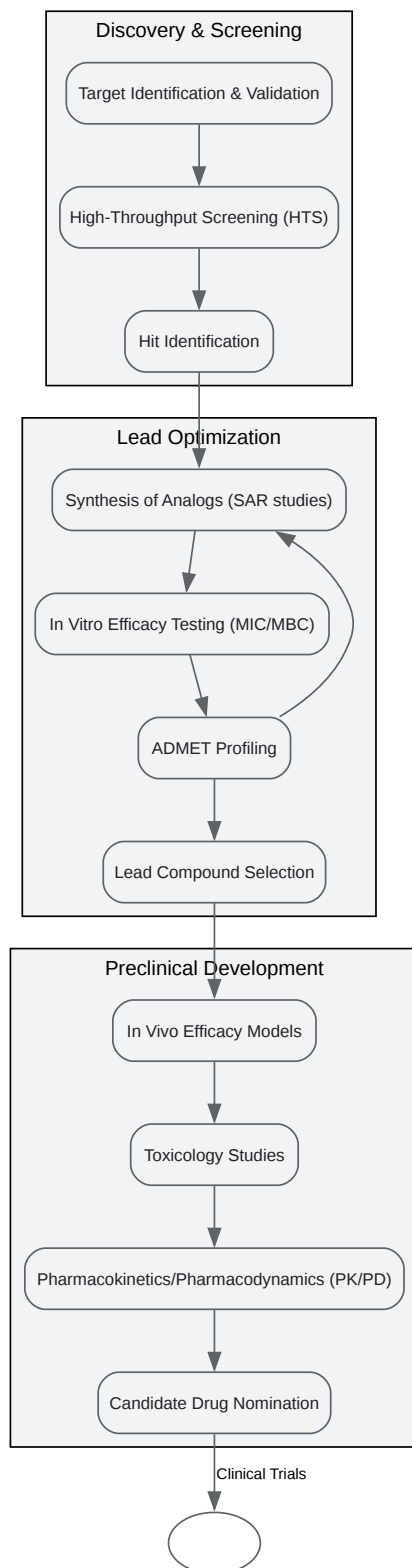 Discovery & Screening
Target Identification & Validation
High-Throughput Screening (HTS)
Hit Identification
Lead Optimization
Synthesis of Analogs (SAR studies)
In Vitro Efficacy Testing (MIC/MBC)
ADMET Profiling
Lead Compound Selection
Preclinical Development
In Vivo Efficacy Models
Toxicology Studies
Pharmacokinetics/Pharmacodynamics (PK/PD)
Candidate Drug Nomination
Clinical Trials